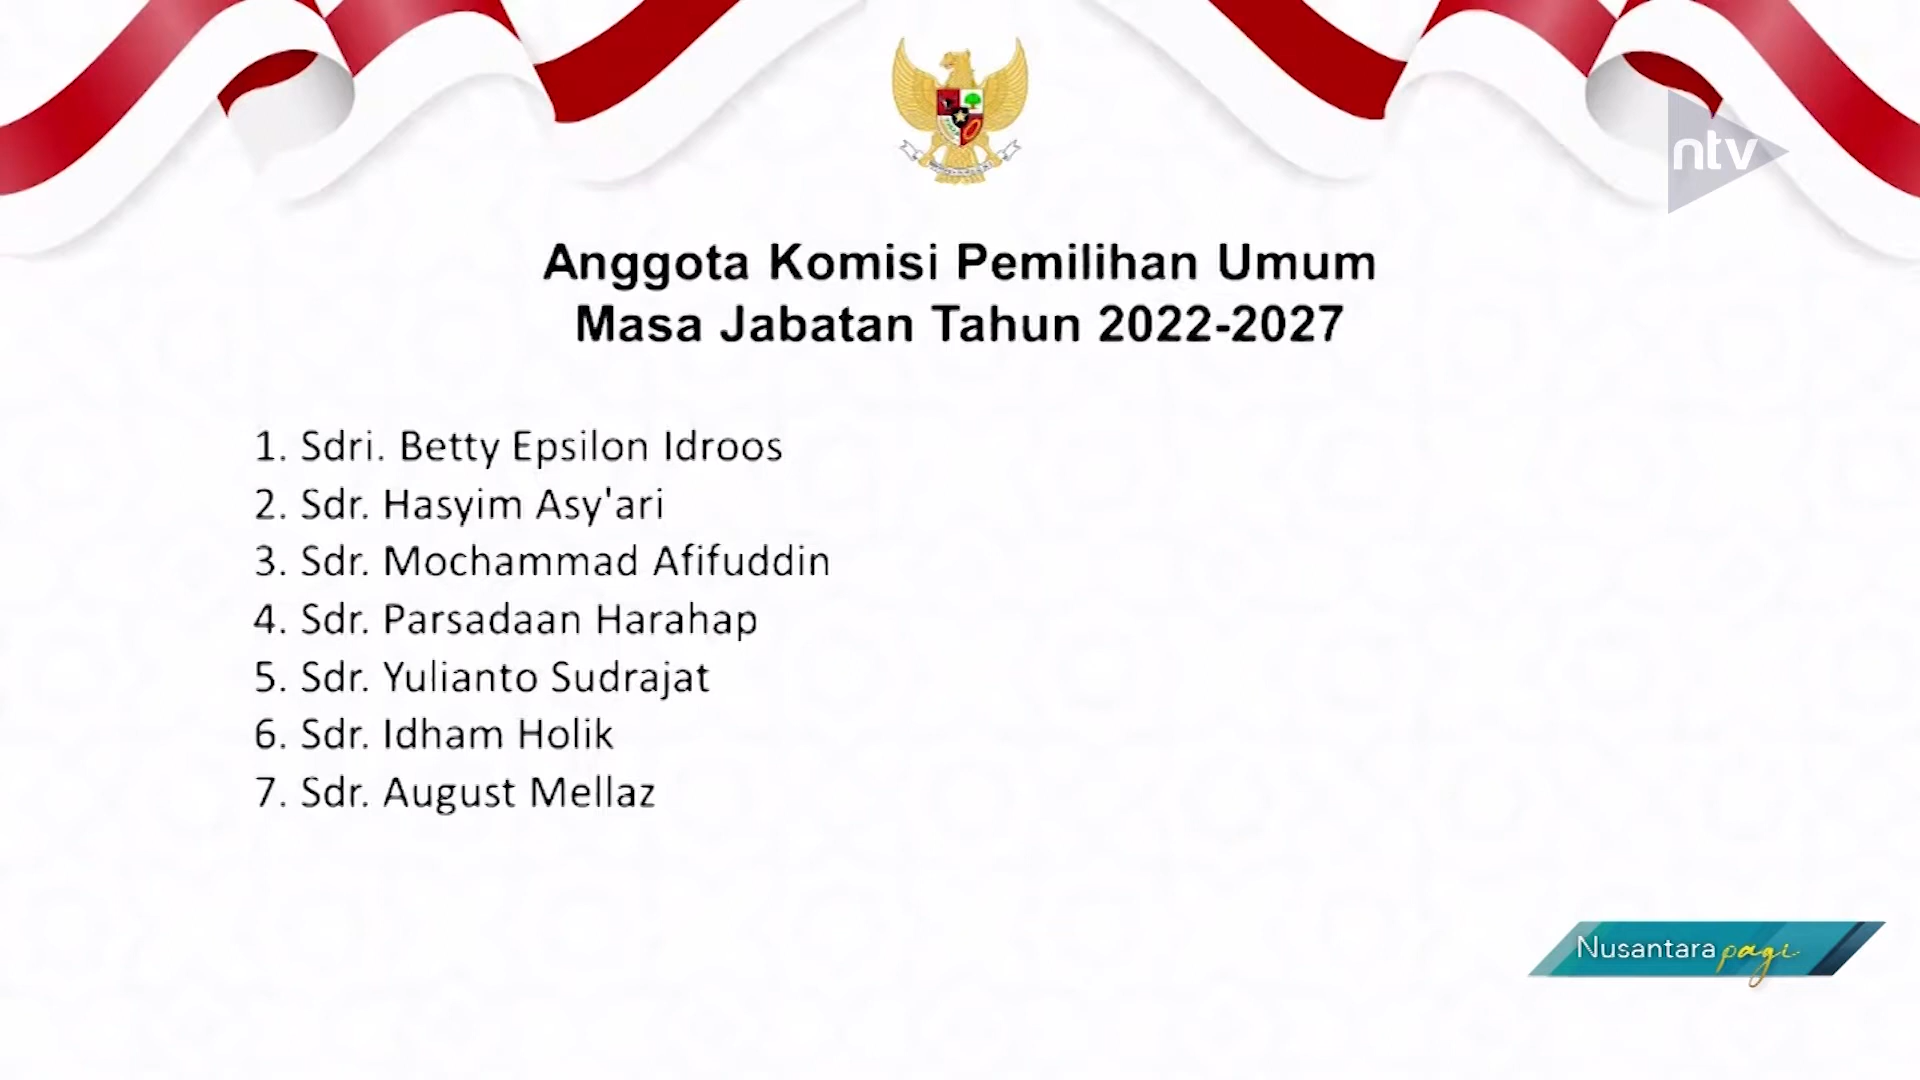 ntv
Anggota Komisi Pemilihan Umum
Masa Jabatan Tahun 2022-2027
1. Sdri. Betty Epsilon Idroos
2. Sdr. Hasyim Asy'ari
3. Sdr. Mochammad Afifuddin
4. Sdr. Parsadaan Harahap
5. Sdr. Yulianto Sudrajat
6. Sdr. Idham Holik
7. Sdr. August Mellaz
Nusantara pagi